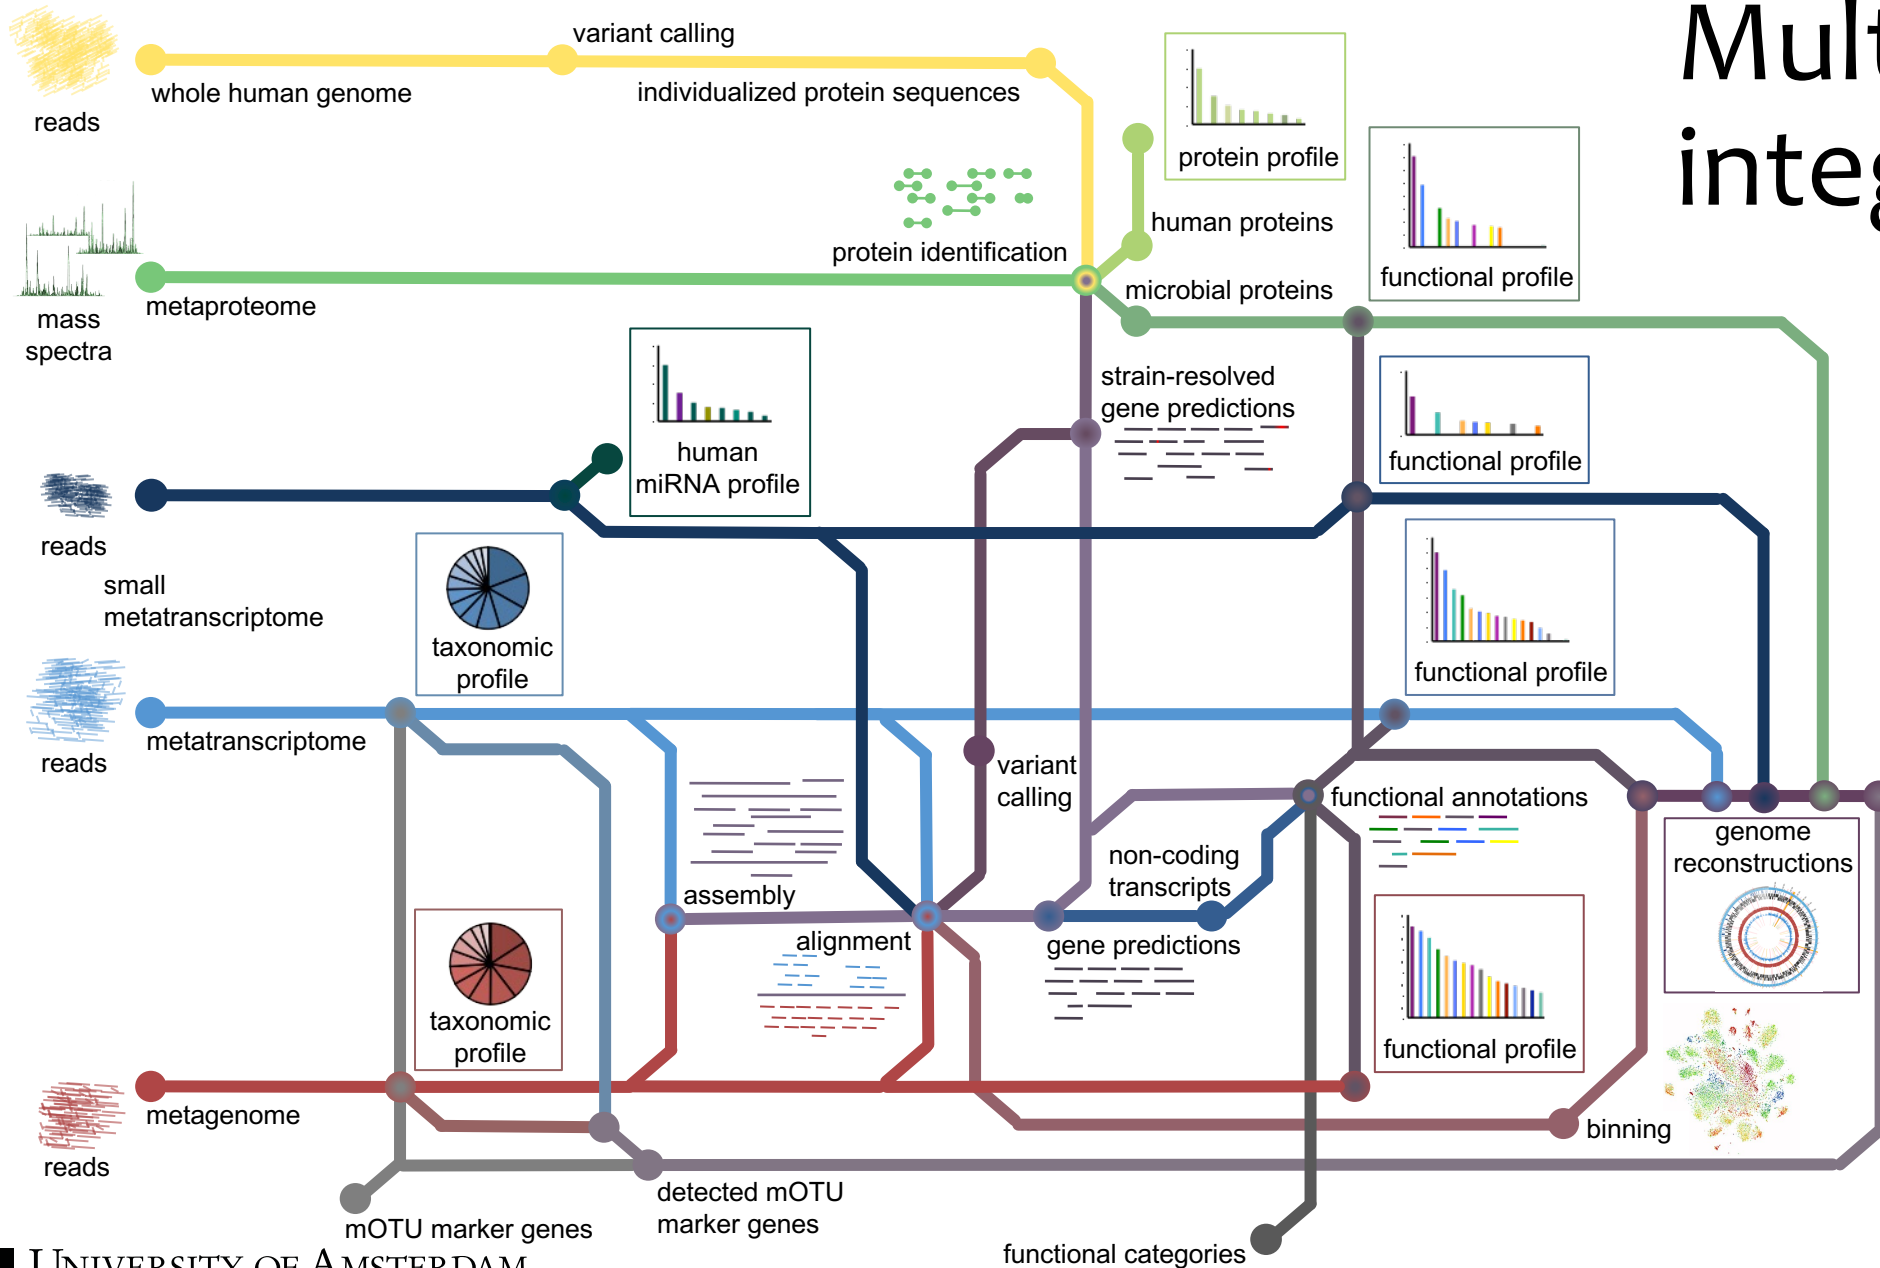 variant calling
whole human genome
individualized protein sequences
reads
protein profile
human proteins
protein identification
functional profile
microbial proteins
metaproteome
mass
spectra
strain-resolved
gene predictions
human
miRNA profile
functional profile
reads
small
metatranscriptome
taxonomic
profile
functional profile
metatranscriptome
reads
variant
calling
functional annotations
genome
reconstructions
non-coding
transcripts
assembly
alignment
gene predictions
taxonomic
profile
functional profile
metagenome
binning
reads
detected mOTU
marker genes
mOTU marker genes
functional categories
UNIVERSITY OF AMSTERDAM